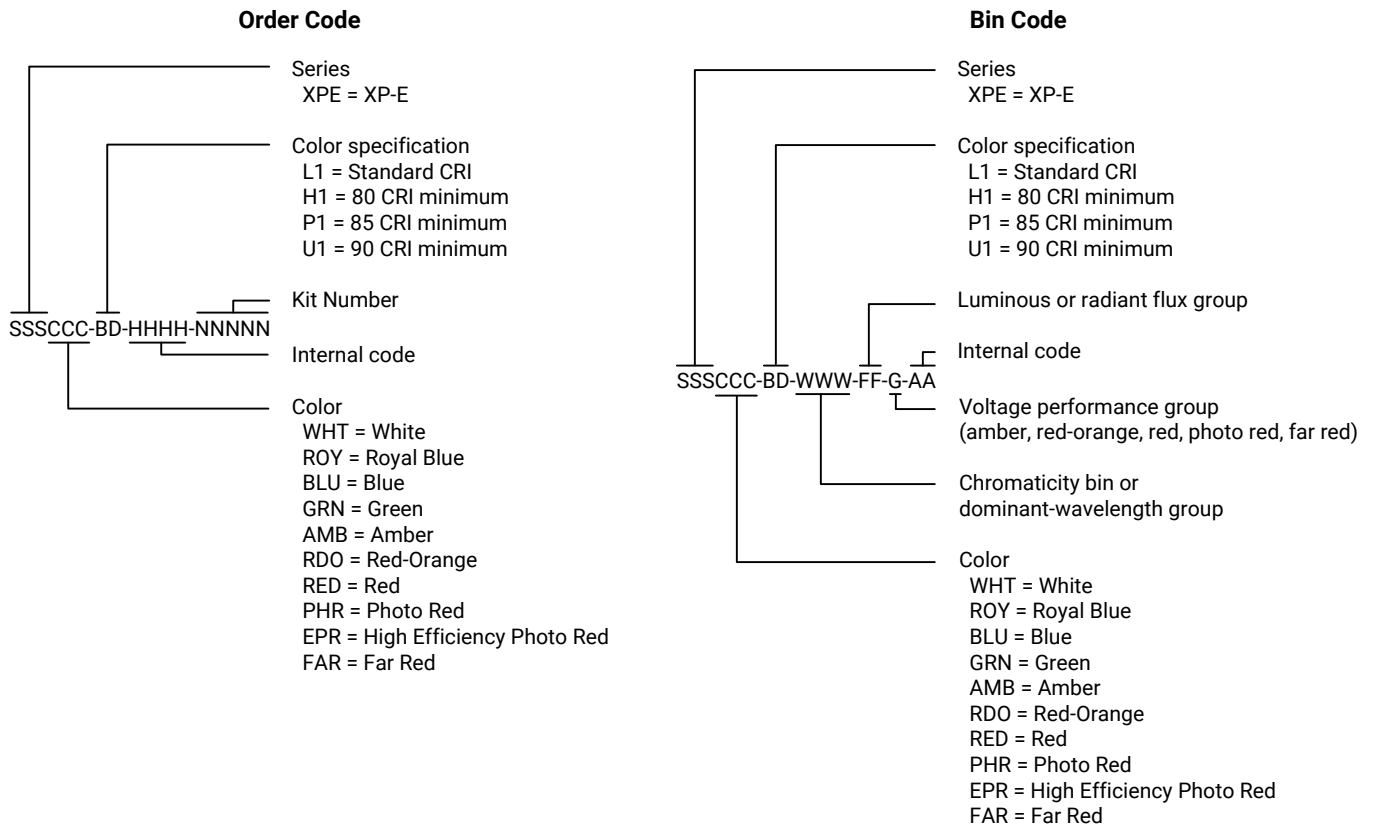 Order Code
Series
XPE = XP-E
Color specification
L1 = Standard CRI
H1 = 80 CRI minimum
P1 = 85 CRI minimum
U1 = 90 CRI minimum
Kit Number
SSSCCC-BD-HHHH-NNNNN
Internal code
Color
WHT = White
ROY = Royal Blue
BLU = Blue
GRN = Green
AMB = Amber
RDO = Red-Orange
RED = Red
PHR = Photo Red
EPR = High Efficiency Photo Red
FAR = Far Red
Bin Code
Series
XPE = XP-E
Color specification
L1 = Standard CRI
H1 = 80 CRI minimum
P1 = 85 CRI minimum
U1 = 90 CRI minimum
Luminous or radiant flux group
Internal code
SSSCCC-BD-WWW-FF-G-AA
Voltage performance group
(amber, red-orange, red, photo red, far red)
Chromaticity bin or
dominant-wavelength group
Color
WHT = White
ROY = Royal Blue
BLU = Blue
GRN = Green
AMB = Amber
RDO = Red-Orange
RED = Red
PHR = Photo Red
EPR = High Efficiency Photo Red
FAR = Far Red